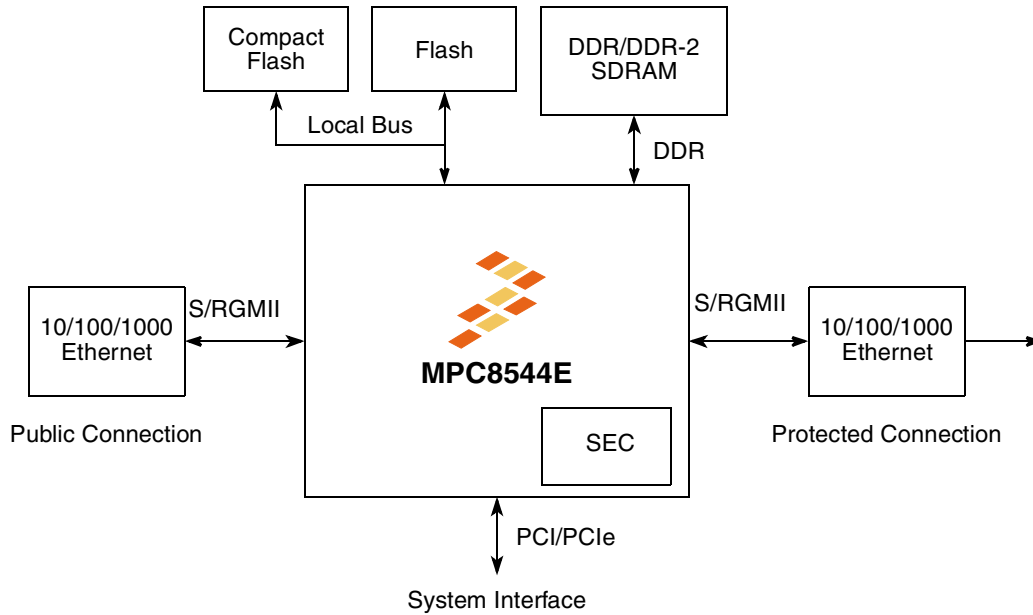 Compact
Flash
Flash
DDR/DDR-2
SDRAM
Local Bus
DDR
S/RGMII
S/RGMII
10/100/1000
Ethernet
10/100/1000
Ethernet
MPC8544E
Public Connection
Protected Connection
SEC
PCI/PCIe
System Interface